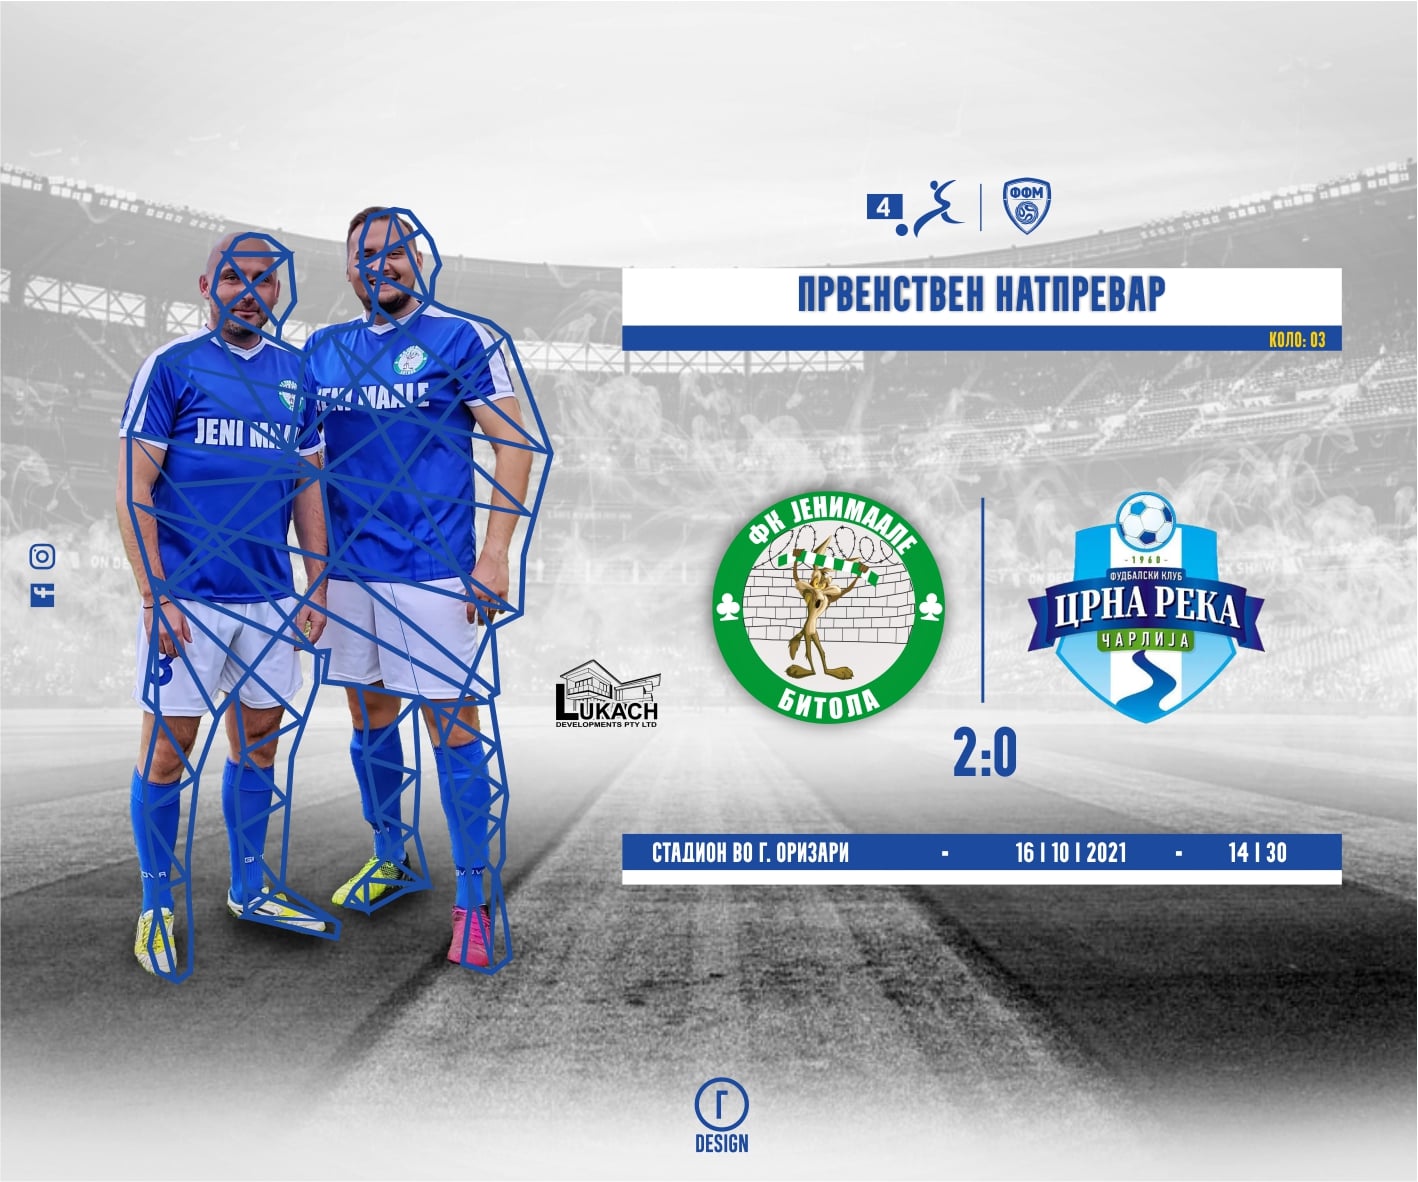 4
ФФМ
ПРВЕНСТВЕН НАТПРЕВАР
КОЛО: 03
JENI MAALE
JENI MAA
ФК ЈЕНИМААЛЕ
БИТОЛА
-1960-
ФУДБАЛСКИ КЛУБ
ЦРНА РЕКА
ЧАРЛИЈА
LUKACH
DEVELOPMENTS PTY LTD
2:0
СТАДИОН ВО Г. ОРИЗАРИ - 16 | 10 | 2021 - 14 | 30
Г
DESIGN